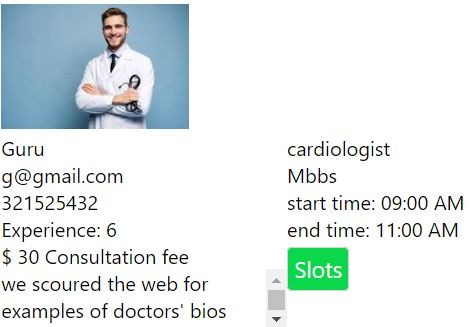 Guru
g@gmail.com
321525432
Experience: 6
$ 30 Consultation fee
we scoured the web for
examples of doctors' bios
cardiologist
Mbbs
start time: 09:00 AM
end time: 11:00 AM
Slots